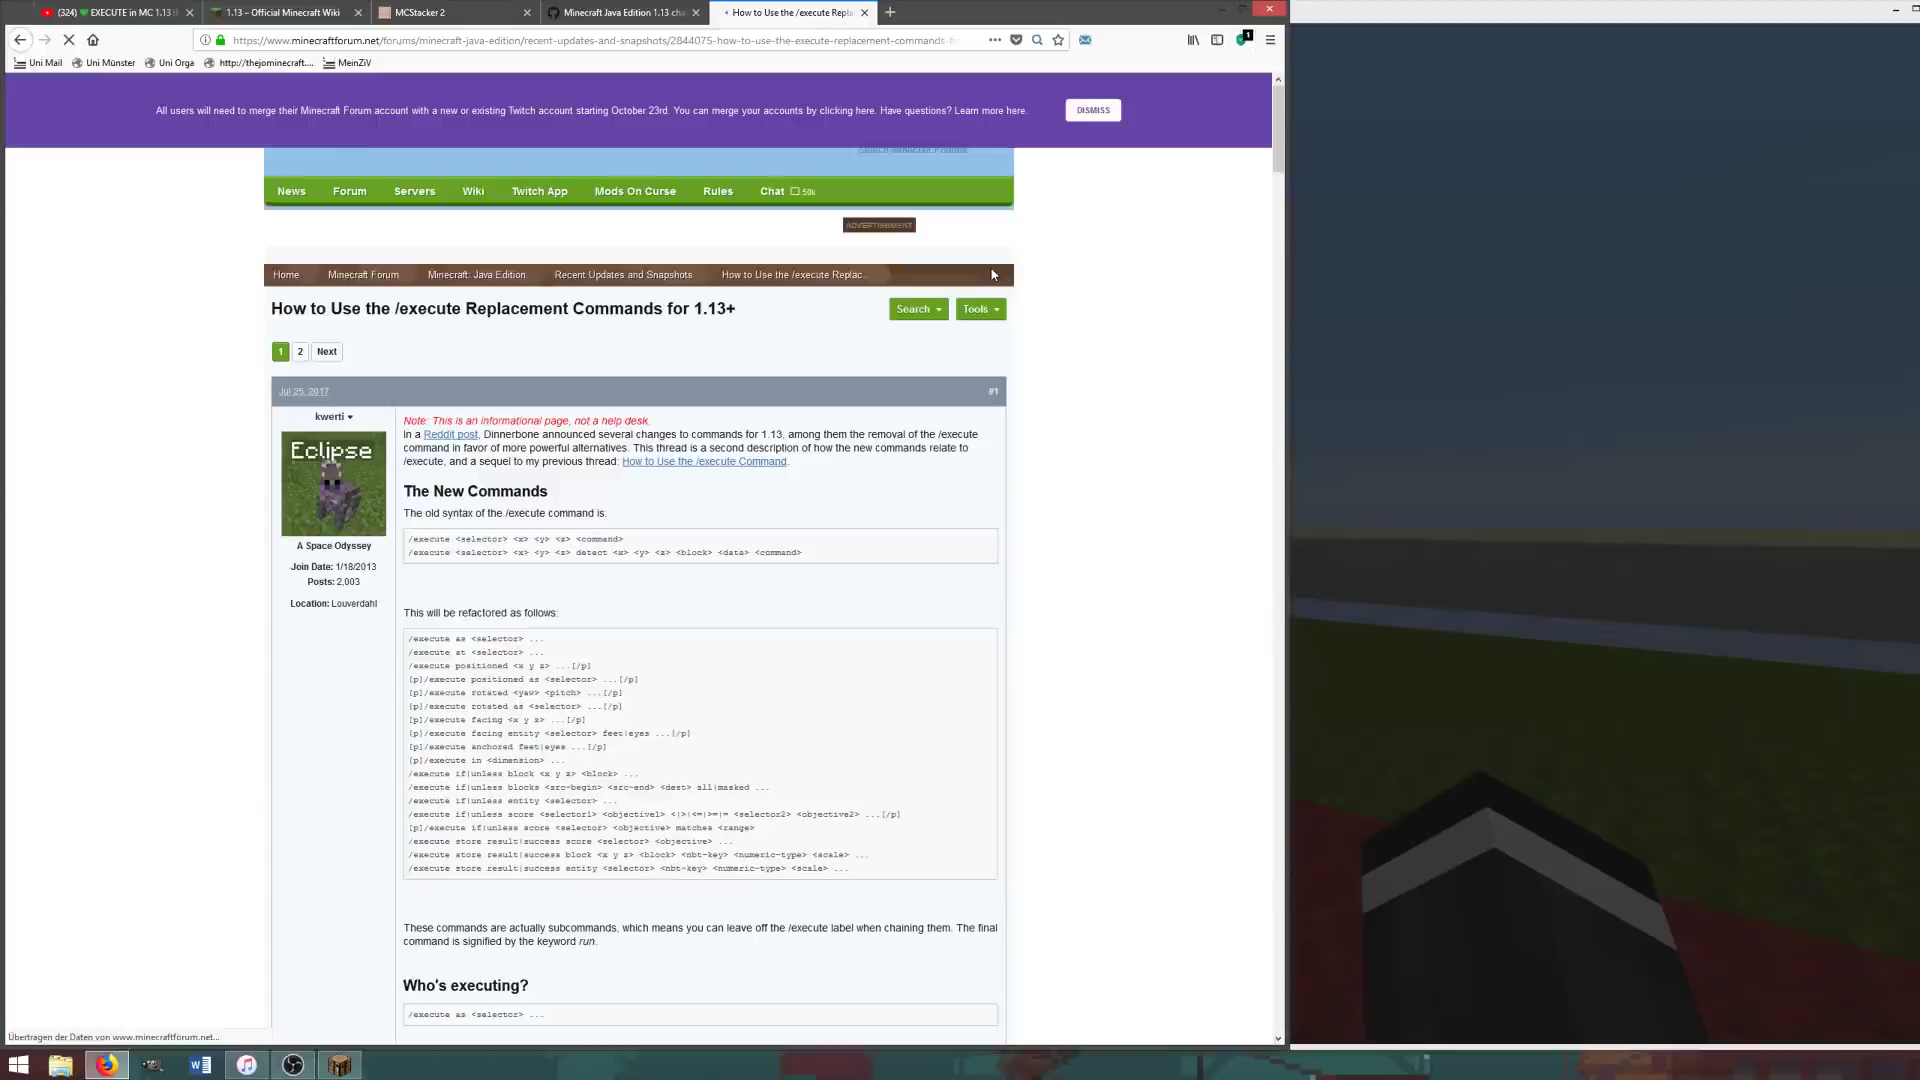 (324) EXECUTE in MC 1.13
1.13 – Official Minecraft Wiki
MCStacker 2
Minecraft Java Edition 1.13 cha
How to Use the /execute Repla
https://www.minecraftforum.net/forums/minecraft-java-edition/recent-updates-and-snapshots/2844075-how-to-use-the-execute-replacement-commands-fr
1
Uni Mail
Uni Münster
Uni Orga
http://thejominecraft....
MeinZiV
All users will need to merge their Minecraft Forum account with a new or existing Twitch account starting October 23rd. You can merge your accounts by clicking here. Have questions? Learn more here.
DISMISS
Search Minecraft Forums
News Forum Servers Wiki Twitch App Mods On Curse Rules Chat 50k
ADVERTISEMENT
Home Minecraft Forum Minecraft: Java Edition Recent Updates and Snapshots How to Use the /execute Replac...
How to Use the /execute Replacement Commands for 1.13+
Search
Tools
1 2 Next
Jul 25, 2017
#1
kwerti
Eclipse
A Space Odyssey
Join Date: 1/18/2013
Posts: 2,003
Location: Louverdahl
Note: This is an informational page, not a help desk.
In a Reddit post, Dinnerbone announced several changes to commands for 1.13, among them the removal of the /execute
command in favor of more powerful alternatives. This thread is a second description of how the new commands relate to
/execute, and a sequel to my previous thread: How to Use the /execute Command.
The New Commands
The old syntax of the /execute command is:
/execute <selector> <x> <y> <z> <command>
/execute <selector> <x> <y> <z> detect <x> <y> <z> <block> <data> <command>
This will be refactored as follows:
/execute as <selector> ...
/execute at <selector> ...
/execute positioned <x y z> ...[/p]
[p]/execute positioned as <selector> ...[/p]
[p]/execute rotated <yaw> <pitch> ...[/p]
[p]/execute rotated as <selector> ...[/p]
[p]/execute facing <x y z> ...[/p]
[p]/execute facing entity <selector> feet|eyes ...[/p]
[p]/execute anchored feet|eyes ...[/p]
[p]/execute in <dimension> ...
/execute if|unless block <x y z> <block> ...
/execute if|unless blocks <src-begin> <src-end> <dest> all|masked ...
/execute if|unless entity <selector> ...
/execute if|unless score <selector1> <objective1> <|>|<=|>=|= <selector2> <objective2> ...[/p]
[p]/execute if|unless score <selector> <objective> matches <range>
/execute store result|success score <selector> <objective> ...
/execute store result|success block <x y z> <block> <nbt-key> <numeric-type> <scale> ...
/execute store result|success entity <selector> <nbt-key> <numeric-type> <scale> ...
These commands are actually subcommands, which means you can leave off the /execute label when chaining them. The final
command is signified by the keyword run.
Who's executing?
/execute as <selector> ...
Übertragen der Daten von www.minecraftforum.net...